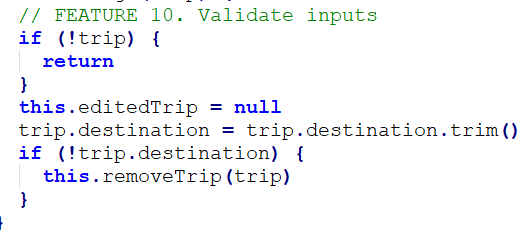 // FEATURE 10. Validate inputs
if (!trip) {
return
}
this.editedTrip = null
trip.destination = trip.destination.trim()
if (!trip.destination) {
this.removeTrip(trip)
}
}